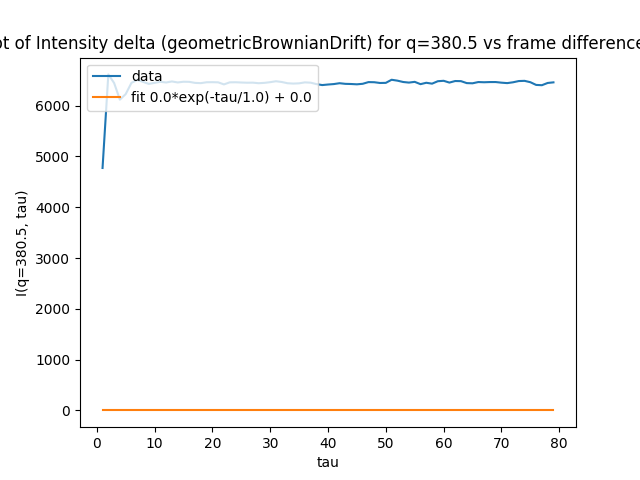 of Intensity delta (geometricBrownianDrift) for q=380.5 vs frame difference
data
fit 0.0*exp(-tau/1.0) + 0.0
I(q=380.5, tau)
6000
5000
4000
3000
2000
1000
0
0 10 20 30 40 50 60 70 80
tau